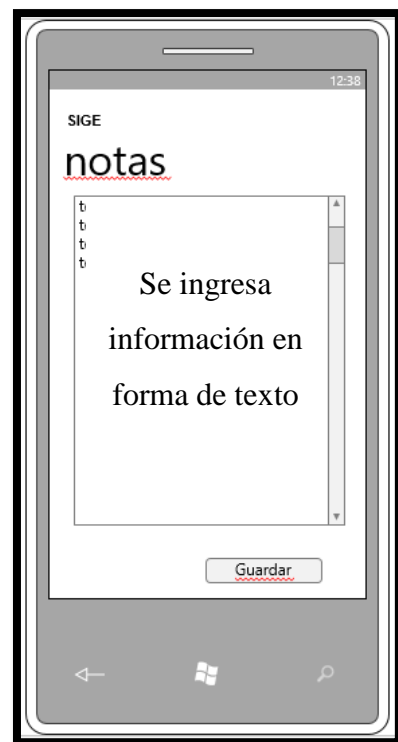 12:38
SIGE
notas
Se ingresa
información en
forma de texto
Guardar